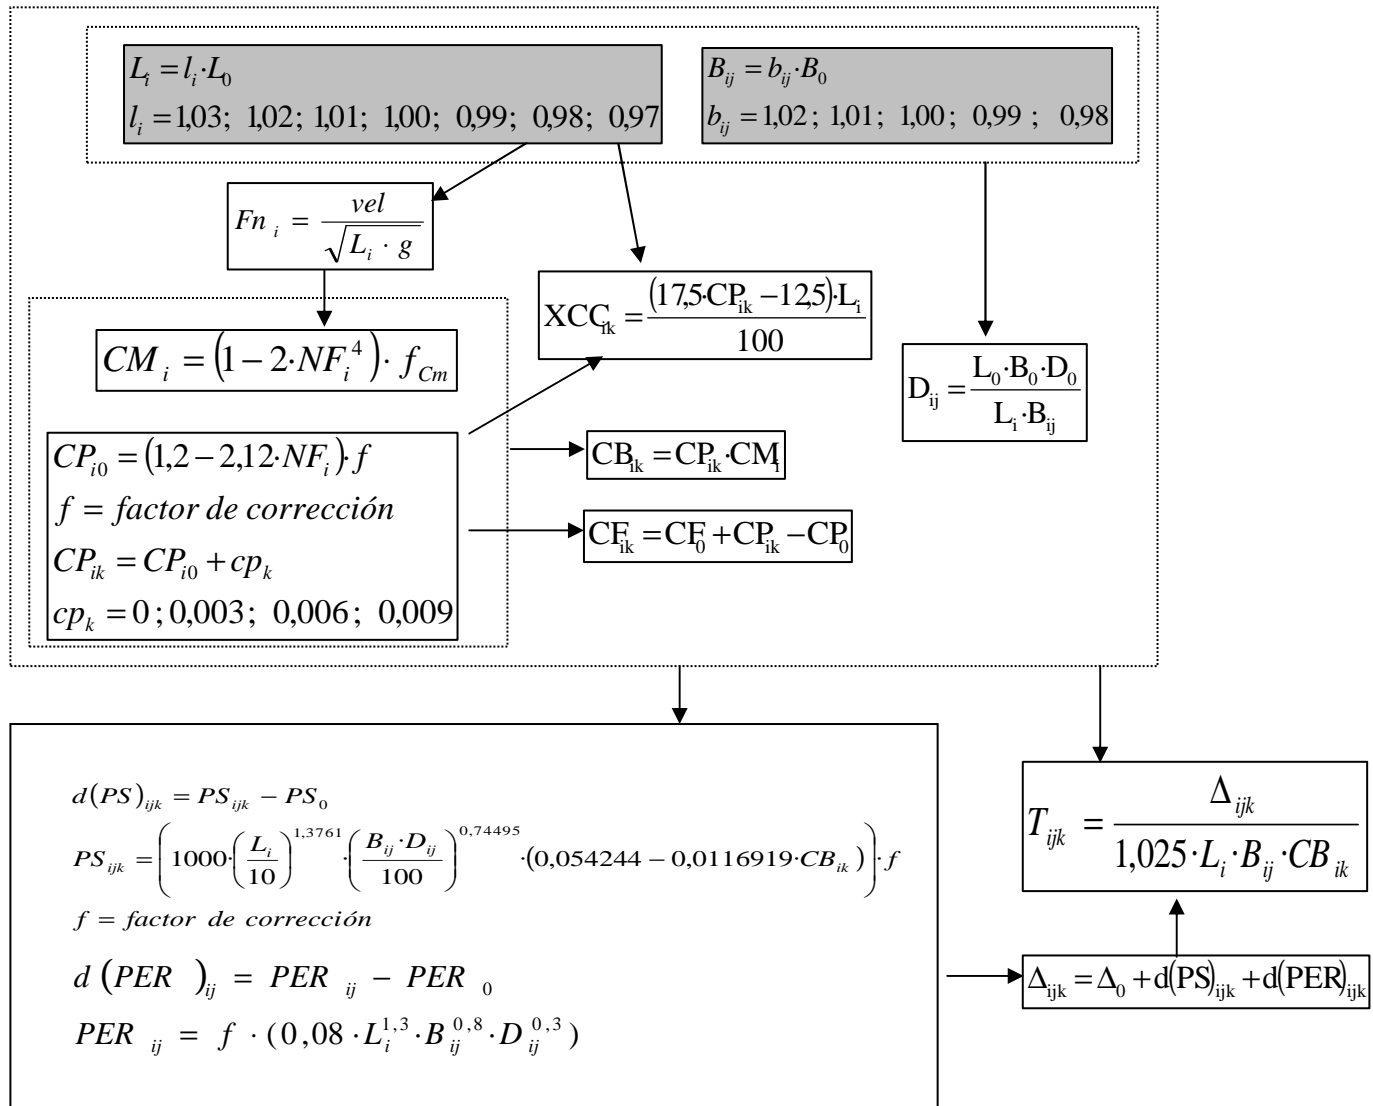 L_i = l_i·L_0
l_i = 1,03; 1,02; 1,01; 1,00; 0,99; 0,98; 0,97
B_ij = b_ij·B_0
b_ij = 1,02; 1,01; 1,00; 0,99; 0,98
Fn_i = vel / √(L_i · g)
XCC_ik = (17,5·CP_ik − 12,5)·L_i / 100
CM_i = (1 − 2·NF_i^4)·f_Cm
D_ij = L_0·B_0·D_0 / L_i·B_ij
CP_i0 = (1,2 − 2,12·NF_i)·f
f = factor de corrección
CP_ik = CP_i0 + cp_k
cp_k = 0; 0,003; 0,006; 0,009
CB_ik = CP_ik·CM_i
CF_ik = CF_0 + CP_ik − CP_0
d(PS)_ijk = PS_ijk − PS_0
PS_ijk = (1000·(L_i/10)^1,3761·(B_ij·D_ij/100)^0,74495·(0,054244 − 0,0116919·CB_ik))·f
f = factor de corrección
d(PER)_ij = PER_ij − PER_0
PER_ij = f·(0,08·L_i^1,3·B_ij^0,8·D_ij^0,3)
T_ijk = Δ_ijk / 1,025·L_i·B_ij·CB_ik
Δ_ijk = Δ_0 + d(PS)_ijk + d(PER)_ijk